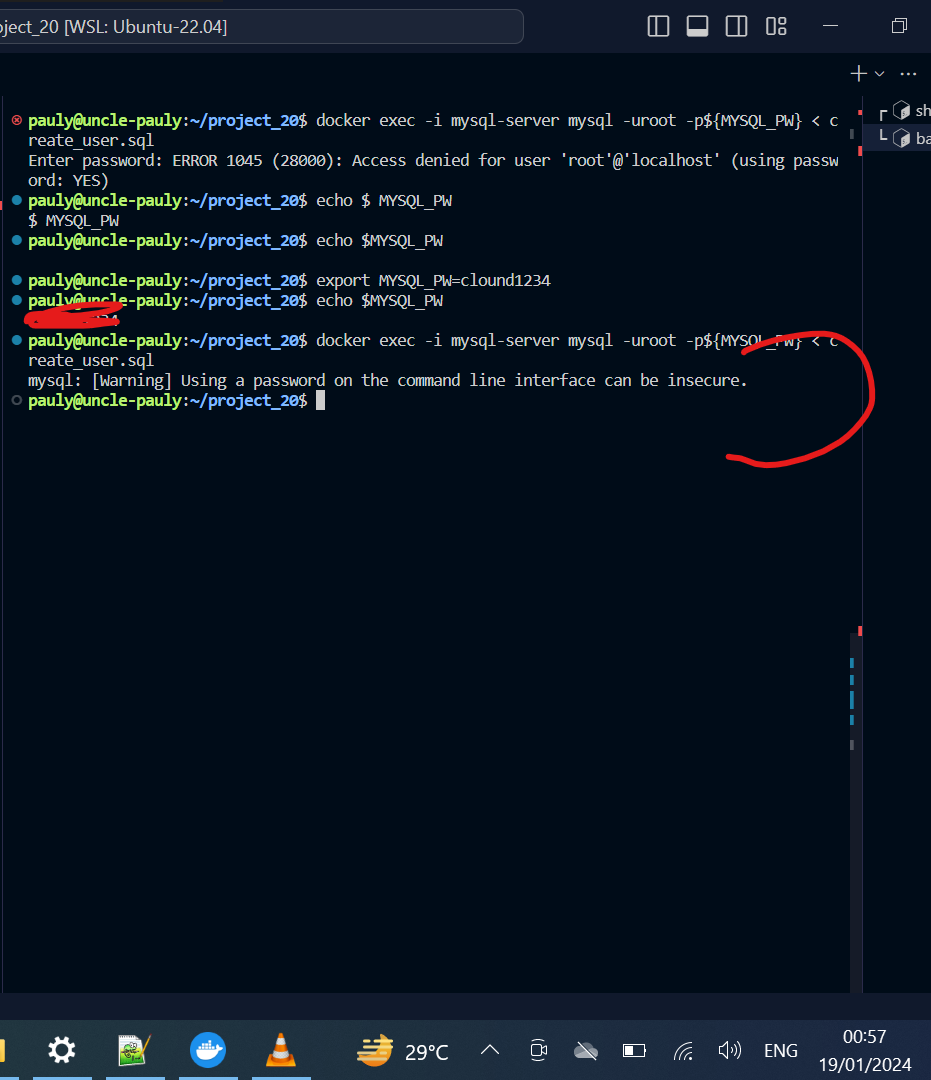 oject_20 [WSL: Ubuntu-22.04]
sh
ba
pauly@uncle-pauly:~/project_20$ docker exec -i mysql-server mysql -uroot -p${MYSQL_PW} < c
reate_user.sql
Enter password: ERROR 1045 (28000): Access denied for user 'root'@'localhost' (using passw
ord: YES)
pauly@uncle-pauly:~/project_20$ echo $ MYSQL_PW
$ MYSQL_PW
pauly@uncle-pauly:~/project_20$ echo $MYSQL_PW
pauly@uncle-pauly:~/project_20$ export MYSQL_PW=clound1234
pauly@uncle-pauly:~/project_20$ echo $MYSQL_PW
pauly@uncle-pauly:~/project_20$ docker exec -i mysql-server mysql -uroot -p${MYSQL_PW} < c
reate_user.sql
mysql: [Warning] Using a password on the command line interface can be insecure.
pauly@uncle-pauly:~/project_20$
29°C
ENG
00:57
19/01/2024